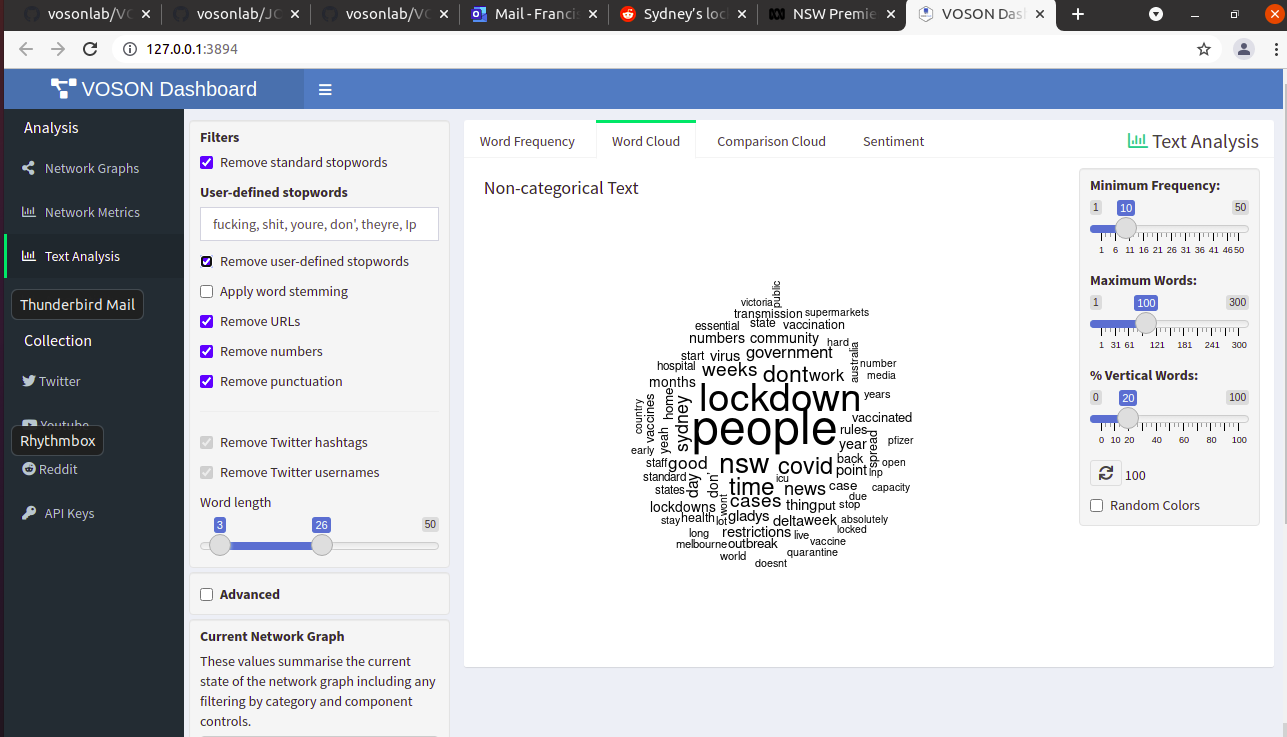 vosonlab/VO
vosonlab/JC
vosonlab/VO
Mail - Franci
Sydney's loc
NSW Premie
VOSON Das
127.0.0.1:3894
VOSON Dashboard
Analysis
Network Graphs
Network Metrics
Text Analysis
Thunderbird Mail
Collection
Twitter
Youtube
Rhythmbox
Reddit
API Keys
Filters
Remove standard stopwords
User-defined stopwords
fucking, shit, youre, don', theyre, Ip
Remove user-defined stopwords
Apply word stemming
Remove URLs
Remove numbers
Remove punctuation
Remove Twitter hashtags
Remove Twitter usernames
Word length
3 26 50
Advanced
Current Network Graph
These values summarise the current
state of the network graph including any
filtering by category and component
controls.
Word Frequency
Word Cloud
Comparison Cloud
Sentiment
Text Analysis
Non-categorical Text
public
victoria
transmission supermarkets
essential state vaccination
numbers community hard
start virus government australia number
hospital weeks dont work media
months
lockdown years
country vaccines home sydney
people vaccinated
rules
early yeah year spread pfizer
staff good nsw covid back open
standard day don' icu point lnp
states time news case capacity
lockdowns wont cases thing put stop due
stay health lot gladys delta week absolutely
long restrictions live locked
melbourne outbreak vaccine
world quarantine
doesnt
Minimum Frequency:
1 10 50
1 6 11 16 21 26 31 36 41 46 50
Maximum Words:
1 100 300
1 31 61 121 181 241 300
% Vertical Words:
0 20 100
0 10 20 40 60 80 100
100
Random Colors